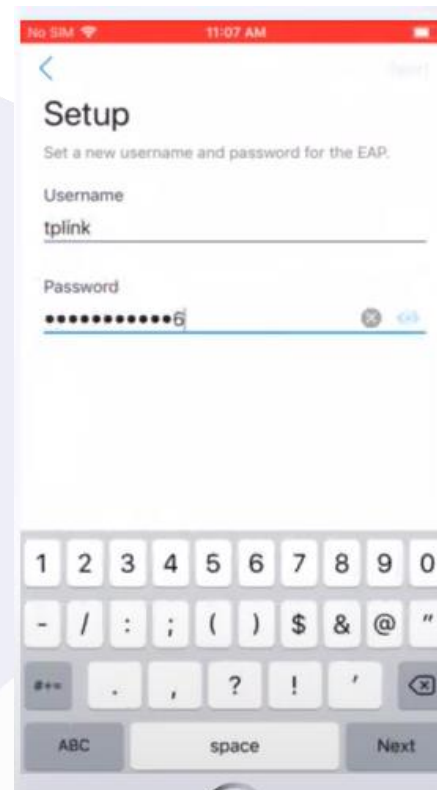 No SIM 11:07 AM
Setup
Set a new username and password for the EAP.
Username
tplink
Password
•••••••••••6
1 2 3 4 5 6 7 8 9 0
- / : ; ( ) $ & @ "
#+= . , ? ! ' 
ABC space Next